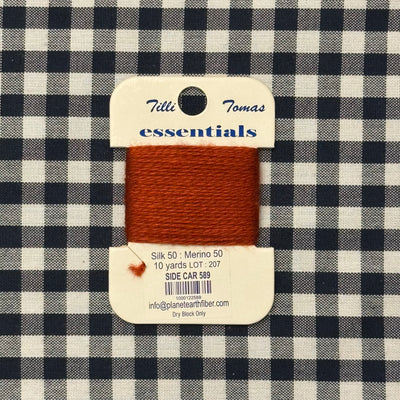 Tilli Tomas
essentials
Silk 50 : Merino 50
10 yards LOT : 207
SIDE CAR 589
1000122589
info@planetearthfiber.com
Dry Block Only